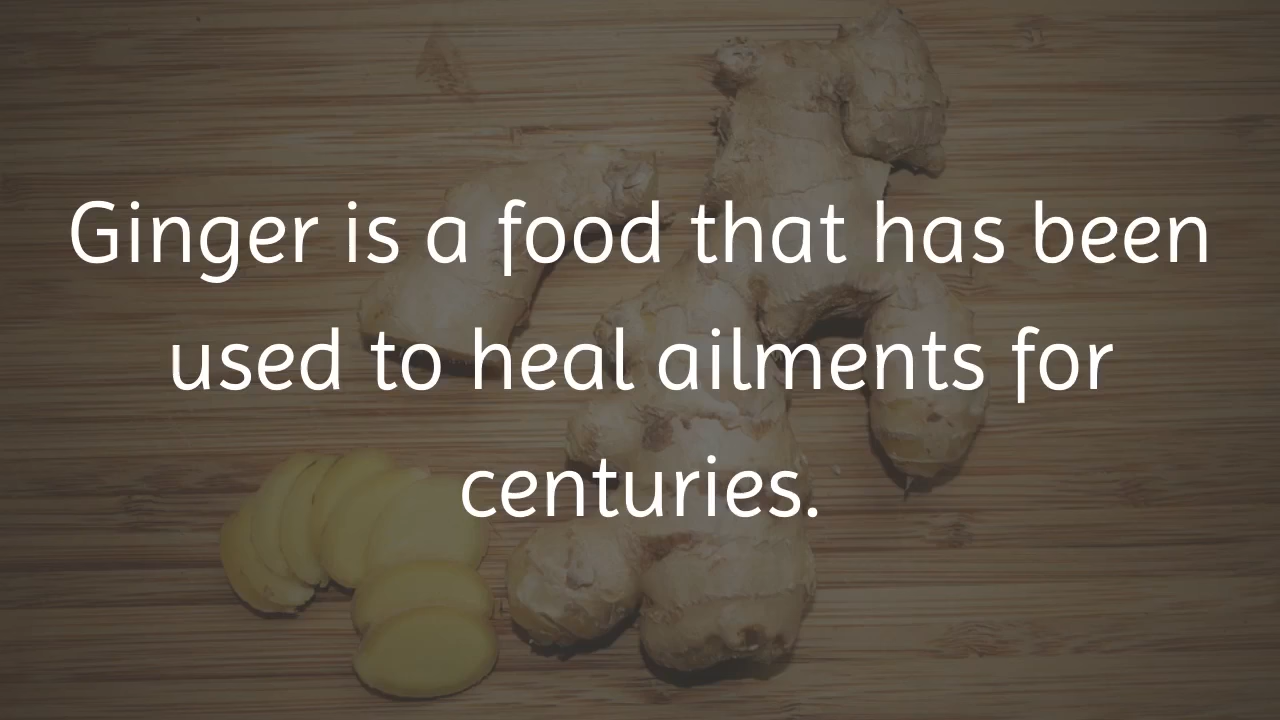 Ginger is a food that has been
used to heal ailments for
centuries.